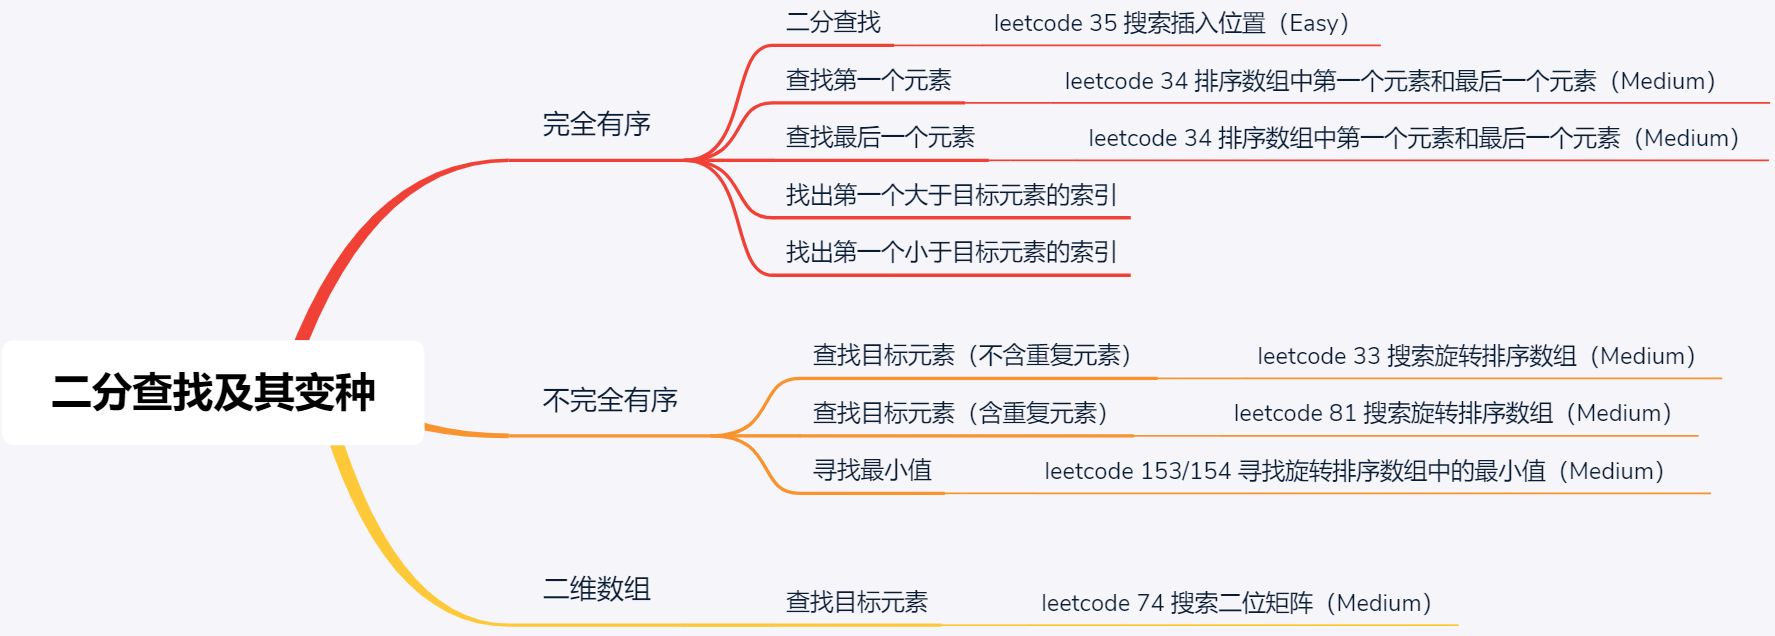 二分查找及其变种
完全有序
二分查找
leetcode 35 搜索插入位置（Easy）
查找第一个元素
leetcode 34 排序数组中第一个元素和最后一个元素（Medium）
查找最后一个元素
leetcode 34 排序数组中第一个元素和最后一个元素（Medium）
找出第一个大于目标元素的索引
找出第一个小于目标元素的索引
不完全有序
查找目标元素（不含重复元素）
leetcode 33 搜索旋转排序数组（Medium）
查找目标元素（含重复元素）
leetcode 81 搜索旋转排序数组（Medium）
寻找最小值
leetcode 153/154 寻找旋转排序数组中的最小值（Medium）
二维数组
查找目标元素
leetcode 74 搜索二位矩阵（Medium）